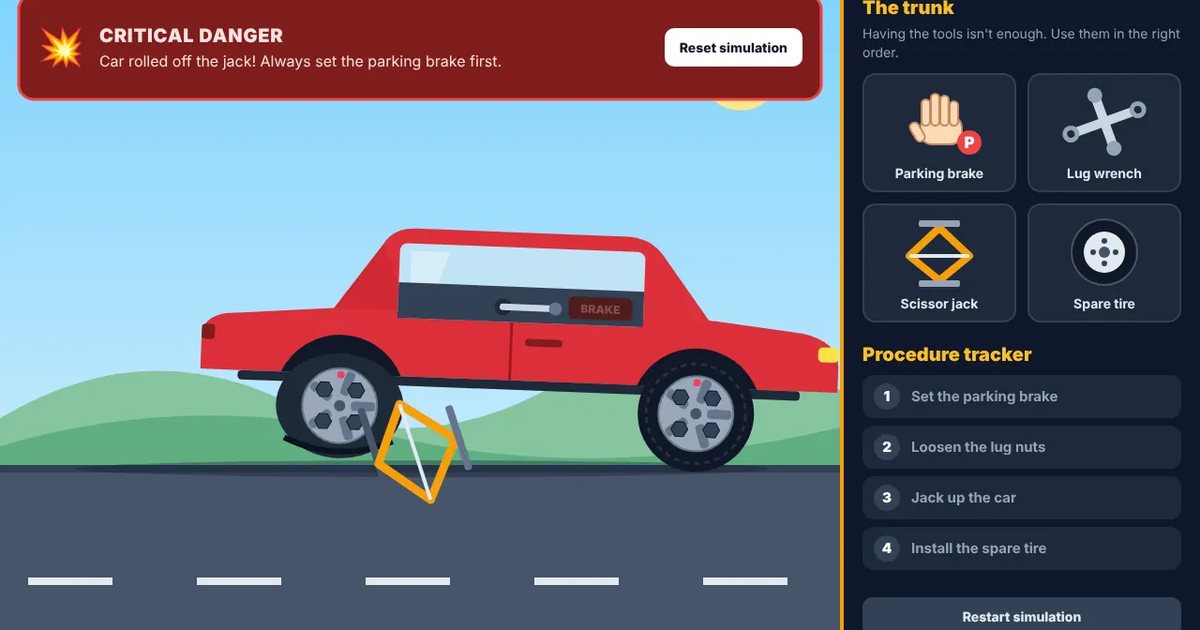 CRITICAL DANGER
Car rolled off the jack! Always set the parking brake first.
Reset simulation
BRAKE
The trunk
Having the tools isn't enough. Use them in the right
order.
P
Parking brake
Lug wrench
Scissor jack
Spare tire
Procedure tracker
1 Set the parking brake
2 Loosen the lug nuts
3 Jack up the car
4 Install the spare tire
Restart simulation